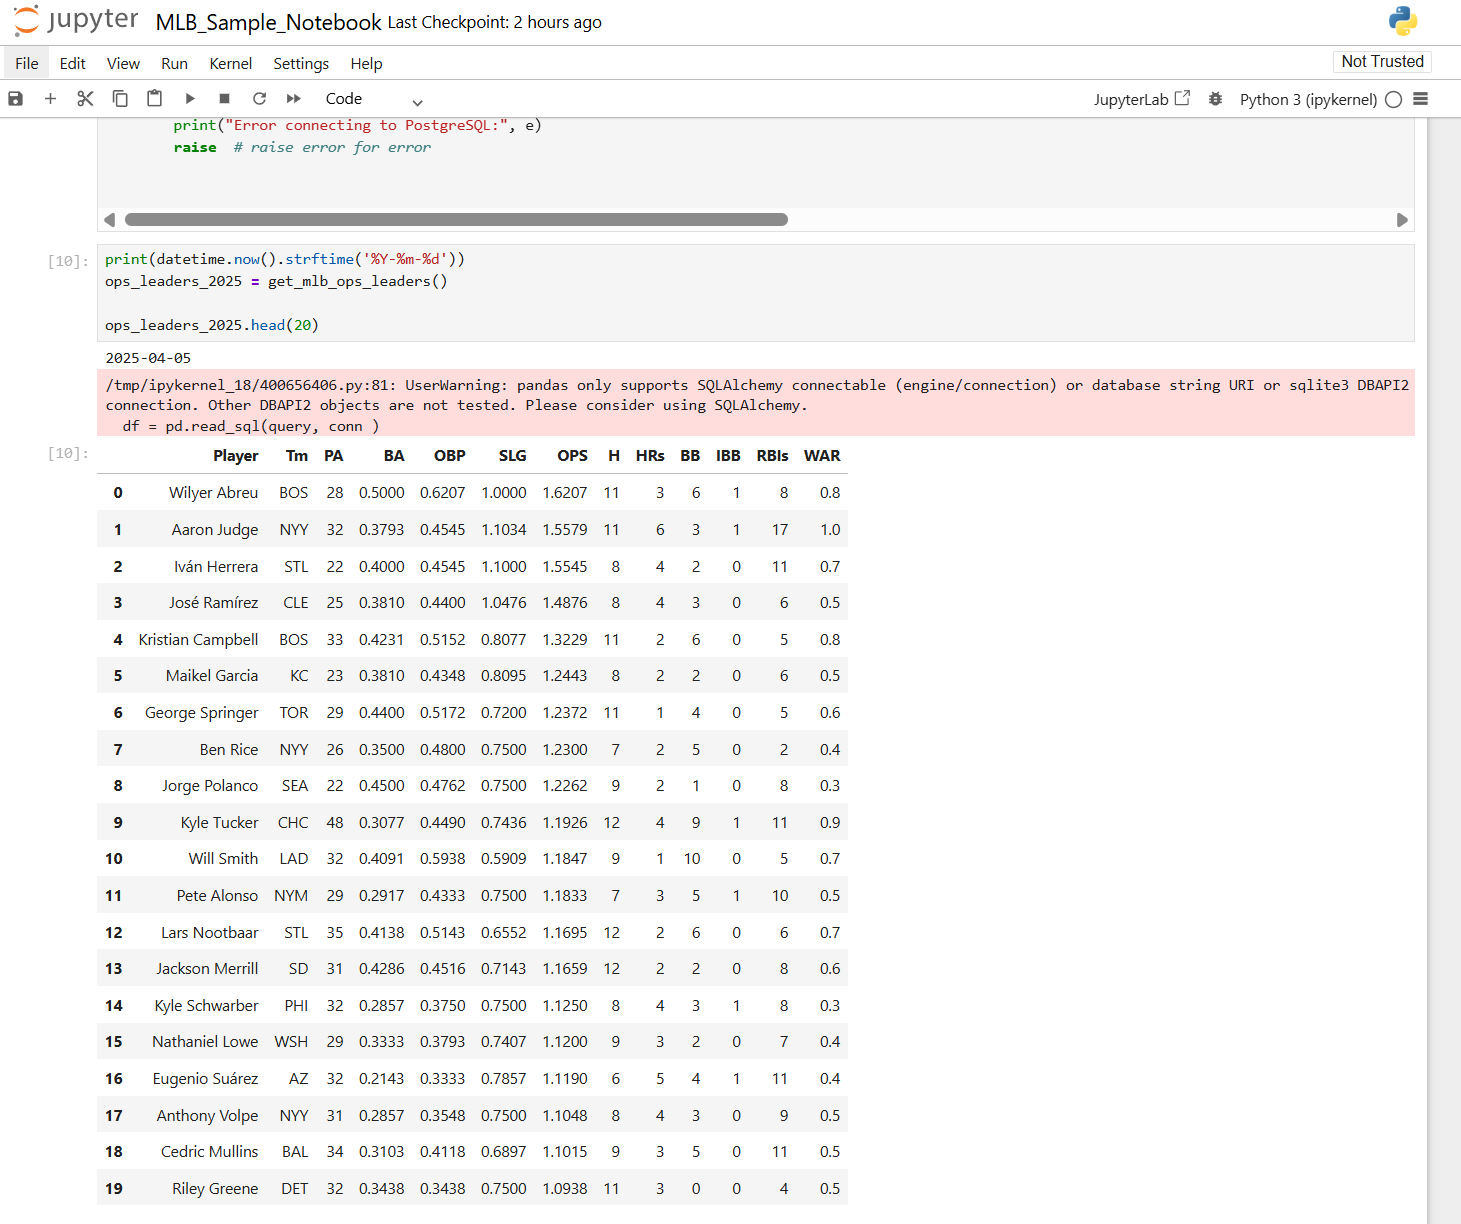 jupyter MLB_Sample_Notebook Last Checkpoint: 2 hours ago
File Edit View Run Kernel Settings Help Not Trusted
Code JupyterLab Python 3 (ipykernel)
print("Error connecting to PostgreSQL:", e)
raise # raise error for error
[10]: print(datetime.now().strftime('%Y-%m-%d'))
ops_leaders_2025 = get_mlb_ops_leaders()
ops_leaders_2025.head(20)
2025-04-05
/tmp/ipykernel_18/400656406.py:81: UserWarning: pandas only supports SQLAlchemy connectable (engine/connection) or database string URI or sqlite3 DBAPI2
connection. Other DBAPI2 objects are not tested. Please consider using SQLAlchemy.
df = pd.read_sql(query, conn )
[10]: Player Tm PA BA OBP SLG OPS H HRs BB IBB RBIs WAR
0 Wilyer Abreu BOS 28 0.5000 0.6207 1.0000 1.6207 11 3 6 1 8 0.8
1 Aaron Judge NYY 32 0.3793 0.4545 1.1034 1.5579 11 6 3 1 17 1.0
2 Iván Herrera STL 22 0.4000 0.4545 1.1000 1.5545 8 4 2 0 11 0.7
3 José Ramírez CLE 25 0.3810 0.4400 1.0476 1.4876 8 4 3 0 6 0.5
4 Kristian Campbell BOS 33 0.4231 0.5152 0.8077 1.3229 11 2 6 0 5 0.8
5 Maikel Garcia KC 23 0.3810 0.4348 0.8095 1.2443 8 2 2 0 6 0.5
6 George Springer TOR 29 0.4400 0.5172 0.7200 1.2372 11 1 4 0 5 0.6
7 Ben Rice NYY 26 0.3500 0.4800 0.7500 1.2300 7 2 5 0 2 0.4
8 Jorge Polanco SEA 22 0.4500 0.4762 0.7500 1.2262 9 2 1 0 8 0.3
9 Kyle Tucker CHC 48 0.3077 0.4490 0.7436 1.1926 12 4 9 1 11 0.9
10 Will Smith LAD 32 0.4091 0.5938 0.5909 1.1847 9 1 10 0 5 0.7
11 Pete Alonso NYM 29 0.2917 0.4333 0.7500 1.1833 7 3 5 1 10 0.5
12 Lars Nootbaar STL 35 0.4138 0.5143 0.6552 1.1695 12 2 6 0 6 0.7
13 Jackson Merrill SD 31 0.4286 0.4516 0.7143 1.1659 12 2 2 0 8 0.6
14 Kyle Schwarber PHI 32 0.2857 0.3750 0.7500 1.1250 8 4 3 1 8 0.3
15 Nathaniel Lowe WSH 29 0.3333 0.3793 0.7407 1.1200 9 3 2 0 7 0.4
16 Eugenio Suárez AZ 32 0.2143 0.3333 0.7857 1.1190 6 5 4 1 11 0.4
17 Anthony Volpe NYY 31 0.2857 0.3548 0.7500 1.1048 8 4 3 0 9 0.5
18 Cedric Mullins BAL 34 0.3103 0.4118 0.6897 1.1015 9 3 5 0 11 0.5
19 Riley Greene DET 32 0.3438 0.3438 0.7500 1.0938 11 3 0 0 4 0.5